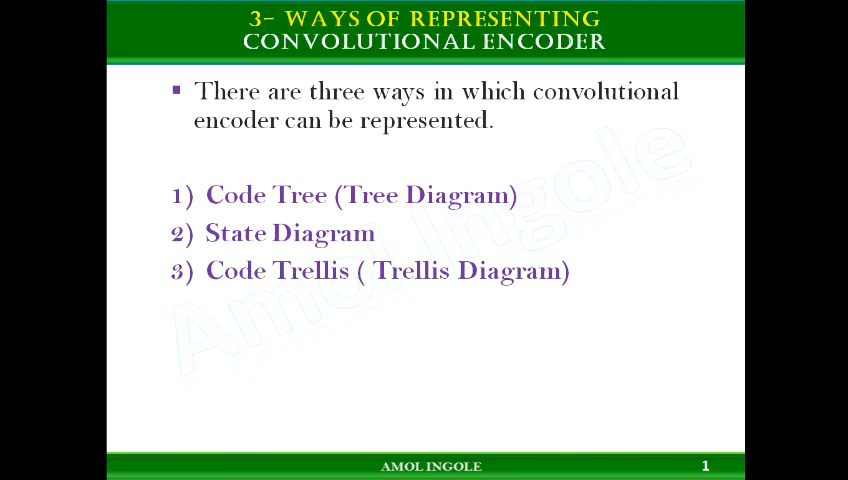 3- WAYS OF REPRESENTING
CONVOLUTIONAL ENCODER
▪ There are three ways in which convolutional
encoder can be represented.
1) Code Tree (Tree Diagram)
2) State Diagram
3) Code Trellis ( Trellis Diagram)
Amol Ingole
AMOL INGOLE
1